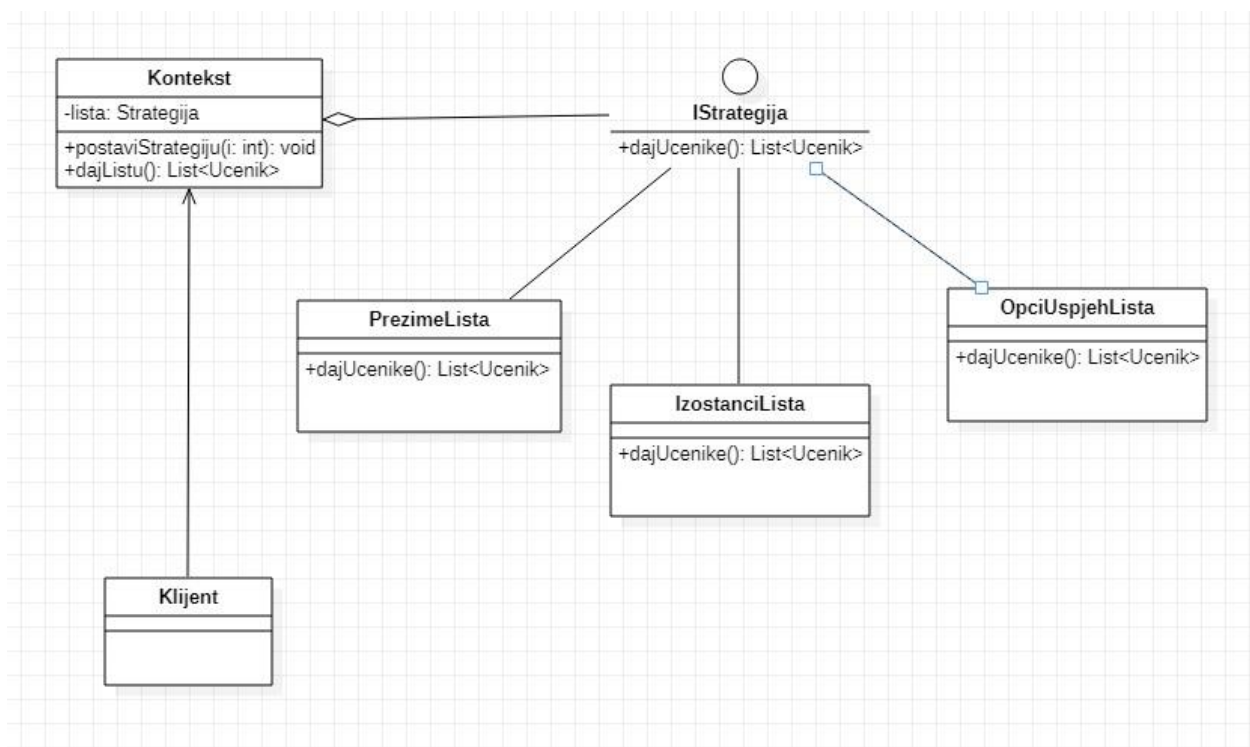 Kontekst
-lista: Strategija
+postaviStrategiju(i: int): void
+dajListu(): List<Ucenik>
IStrategija
+dajUcenike(): List<Ucenik>
PrezimeLista
+dajUcenike(): List<Ucenik>
IzostanciLista
+dajUcenike(): List<Ucenik>
OpciUspjehLista
+dajUcenike(): List<Ucenik>
Klijent